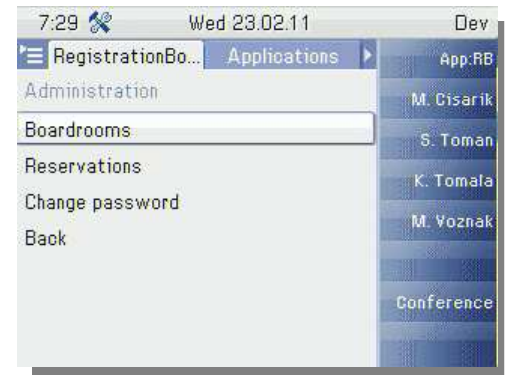 7:29 Wed 23.02.11 Dev
RegistrationBo... Applications
Administration
Boardrooms
Reservations
Change password
Back
App:RB
M. Cisarik
S. Toman
K. Tomala
M. Voznak
Conference